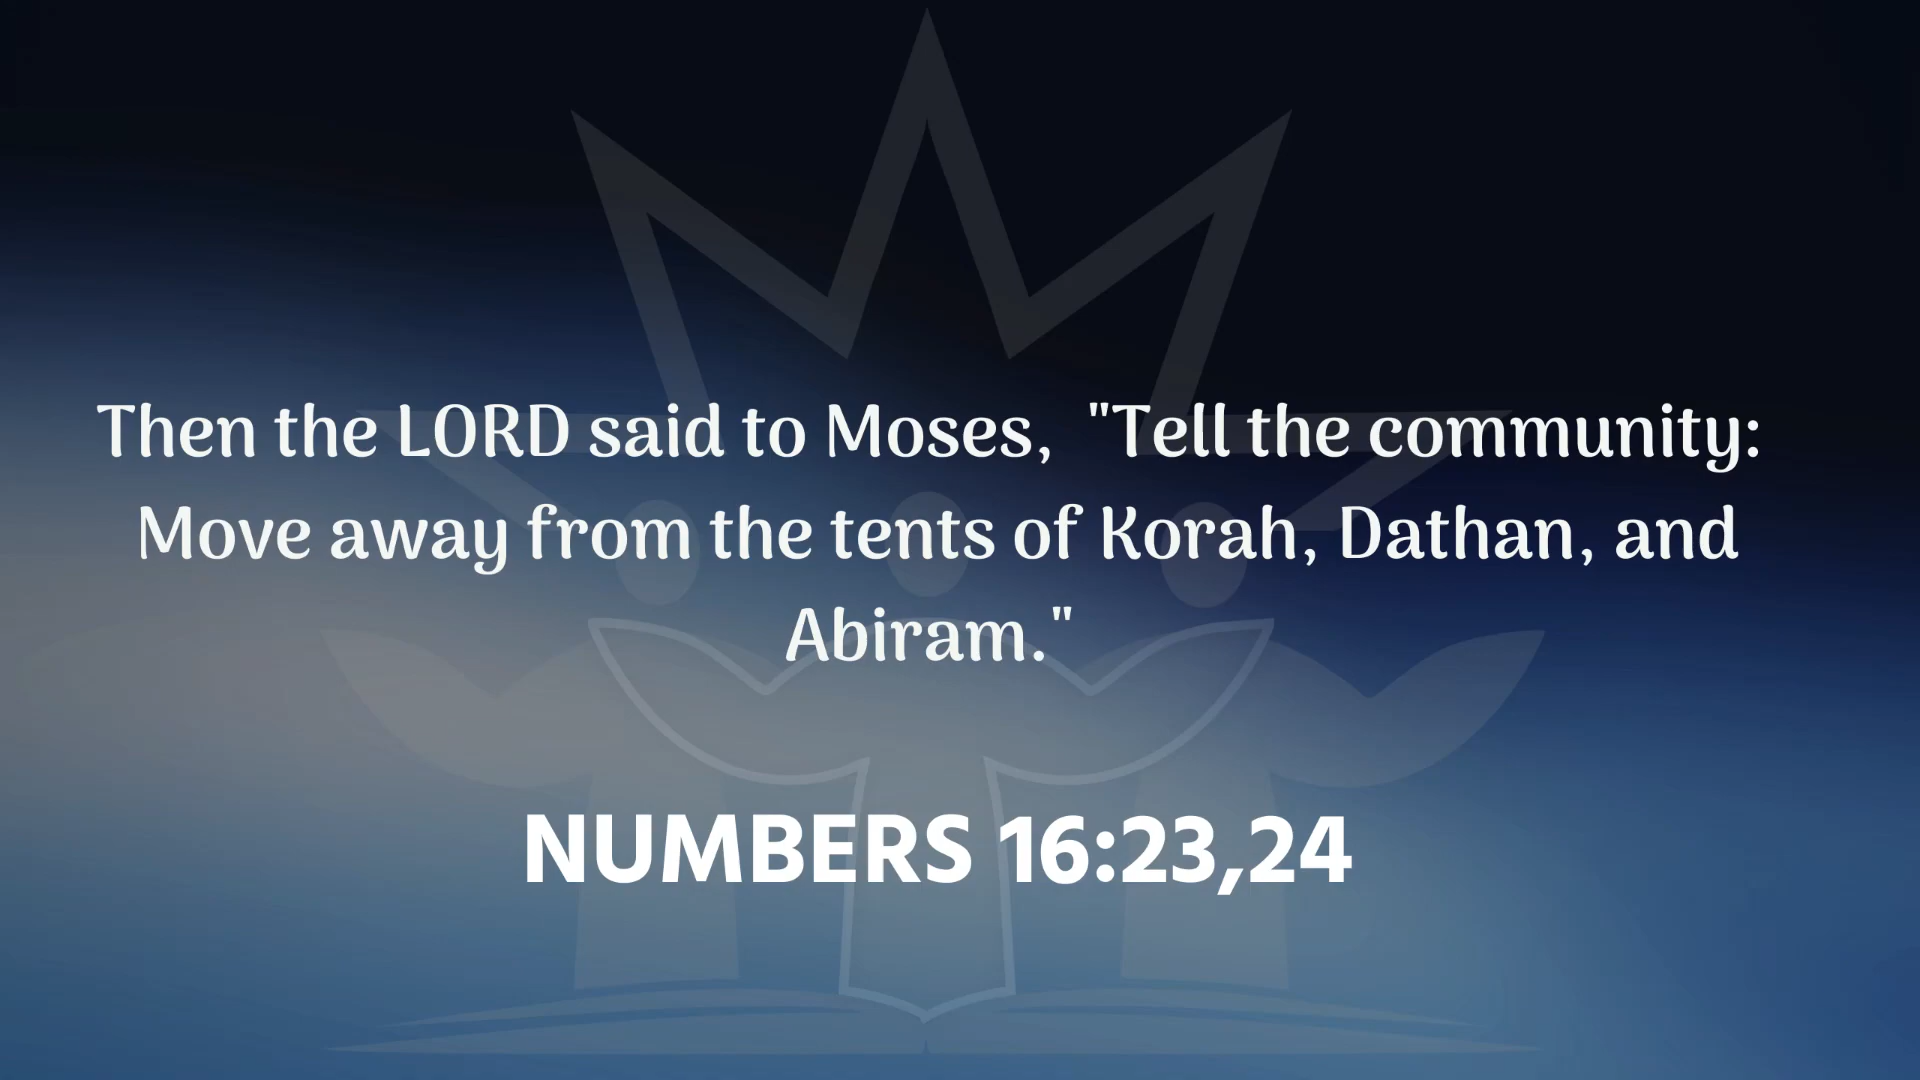 Then the LORD said to Moses, "Tell the community:
Move away from the tents of Korah, Dathan, and
Abiram."
NUMBERS 16:23,24